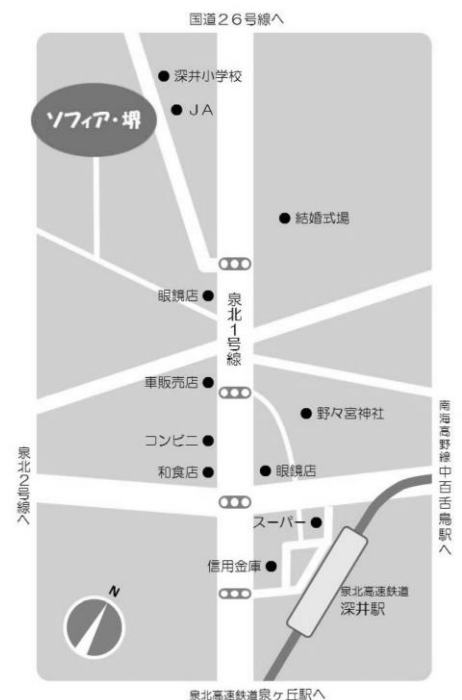 国道２６号線へ
深井小学校
ＪＡ
ソフィア・堺
結婚式場
眼鏡店
泉北１号線
車販売店
野々宮神社
コンビニ
和食店
眼鏡店
泉北２号線へ
南海高野線中百舌鳥駅へ
スーパー
信用金庫
泉北高速鉄道
深井駅
N
泉北高速鉄道泉ヶ丘駅へ